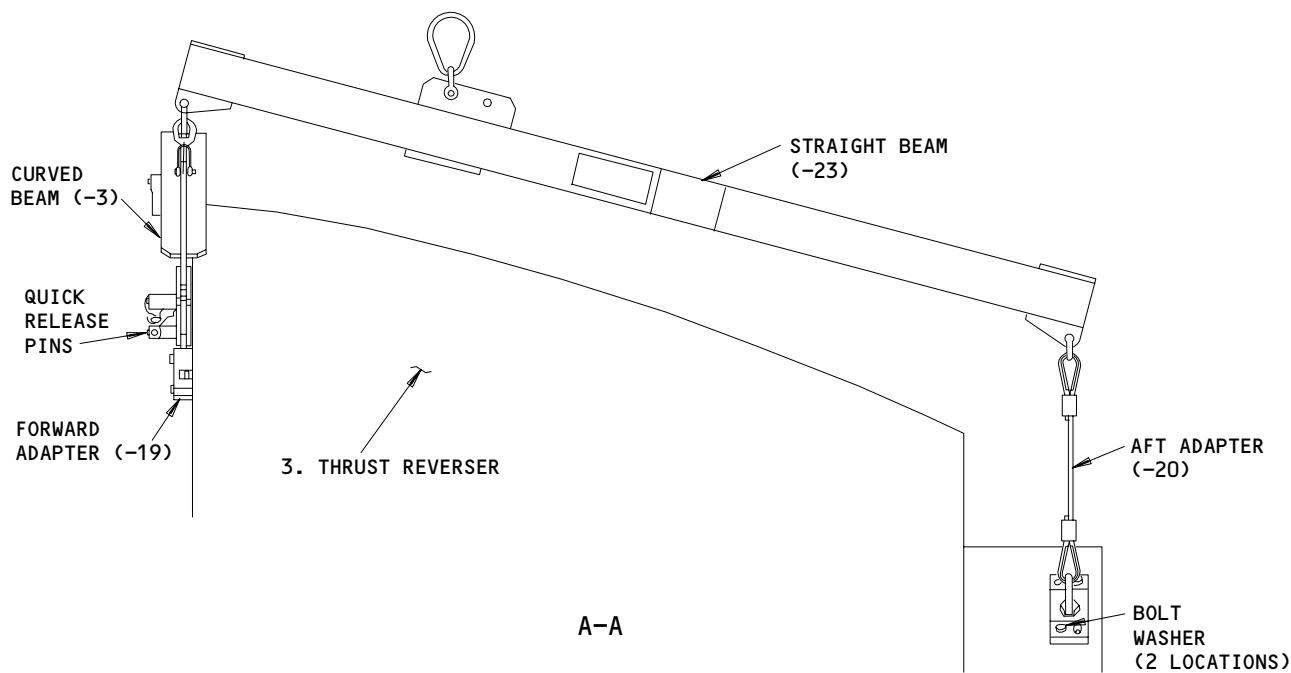 STRAIGHT BEAM
(-23)
CURVED
BEAM (-3)
QUICK
RELEASE
PINS
FORWARD
ADAPTER (-19)
3. THRUST REVERSER
AFT ADAPTER
(-20)
A-A
BOLT
WASHER
(2 LOCATIONS)